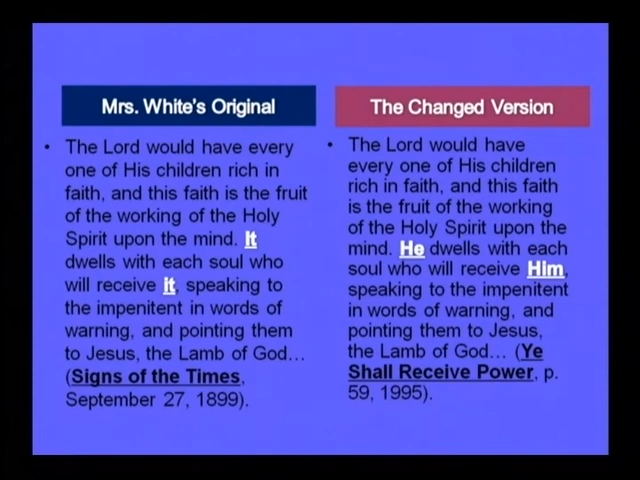 Mrs. White's Original
• The Lord would have every
one of His children rich in
faith, and this faith is the fruit
of the working of the Holy
Spirit upon the mind. It
dwells with each soul who
will receive it, speaking to
the impenitent in words of
warning, and pointing them
to Jesus, the Lamb of God…
(Signs of the Times,
September 27, 1899).
The Changed Version
• The Lord would have
every one of His children
rich in faith, and this faith
is the fruit of the working
of the Holy Spirit upon the
mind. He dwells with each
soul who will receive Him,
speaking to the impenitent
in words of warning, and
pointing them to Jesus,
the Lamb of God… (Ye
Shall Receive Power, p.
59, 1995).